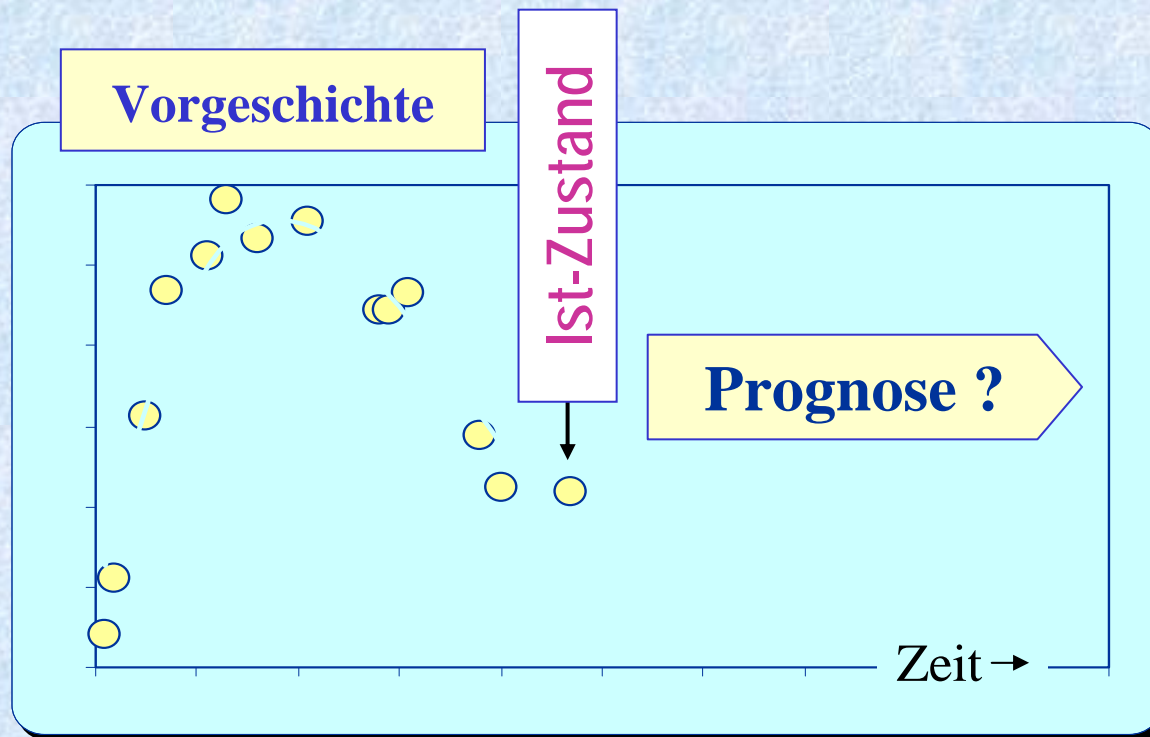 Vorgeschichte
Ist-Zustand
Prognose ?
Zeit →